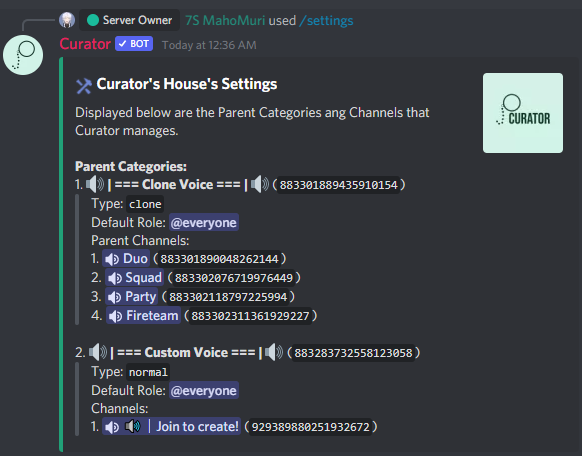 Server Owner 7S MahoMuri used /settings
Curator BOT Today at 12:36 AM
Curator's House's Settings
CURATOR
Displayed below are the Parent Categories ang Channels that
Curator manages.
Parent Categories:
1. 🔊 | === Clone Voice === | 🔊 (883301889435910154)
Type: clone
Default Role: @everyone
Parent Channels:
1. Duo (883301890048262144)
2. Squad (883302076719976449)
3. Party (883302118797225994)
4. Fireteam (883302311361929227)
2. 🔊 | === Custom Voice === | 🔊 (883283732558123058)
Type: normal
Default Role: @everyone
Channels:
1. 🔊 | Join to create! (929389880251932672)